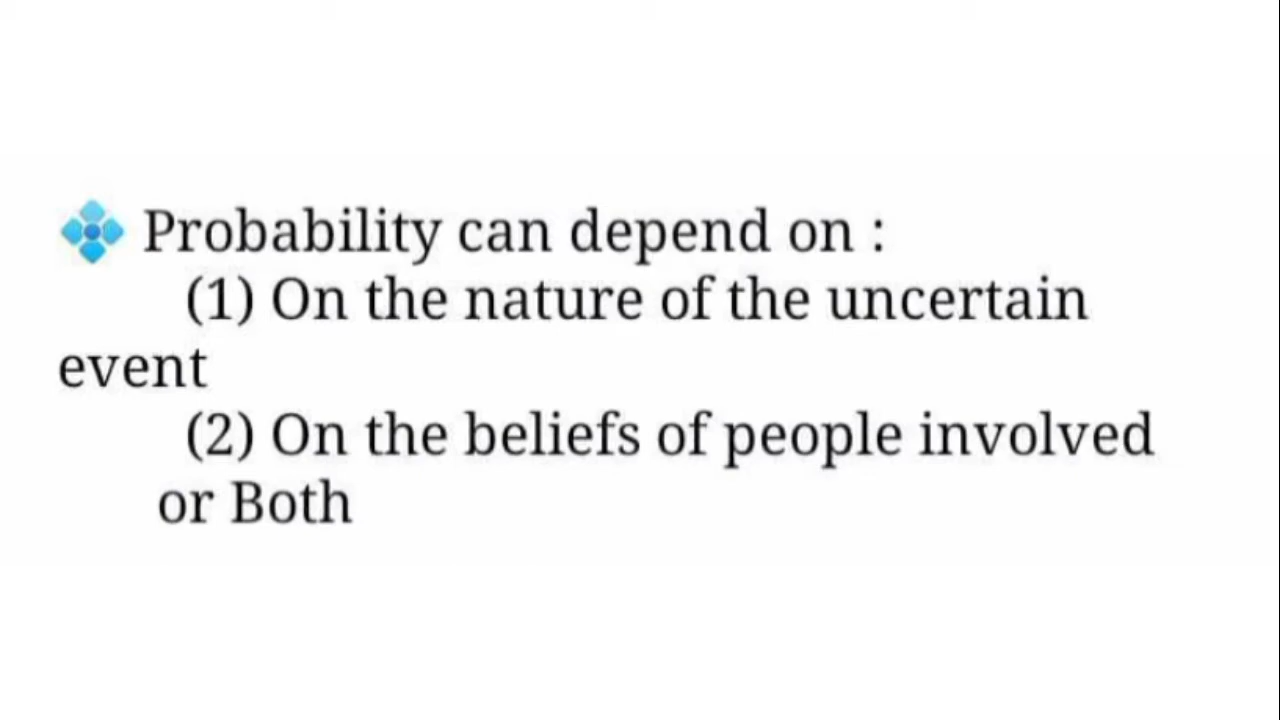 Probability can depend on :
(1) On the nature of the uncertain
event
(2) On the beliefs of people involved
or Both